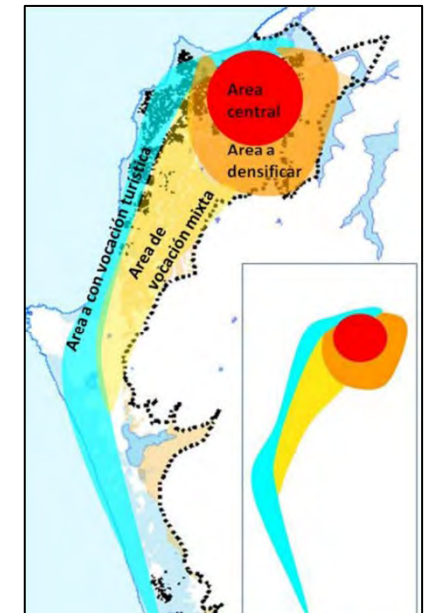 Area
central
Area a
densificar
Area a con vocación turística
Area de
vocación mixta